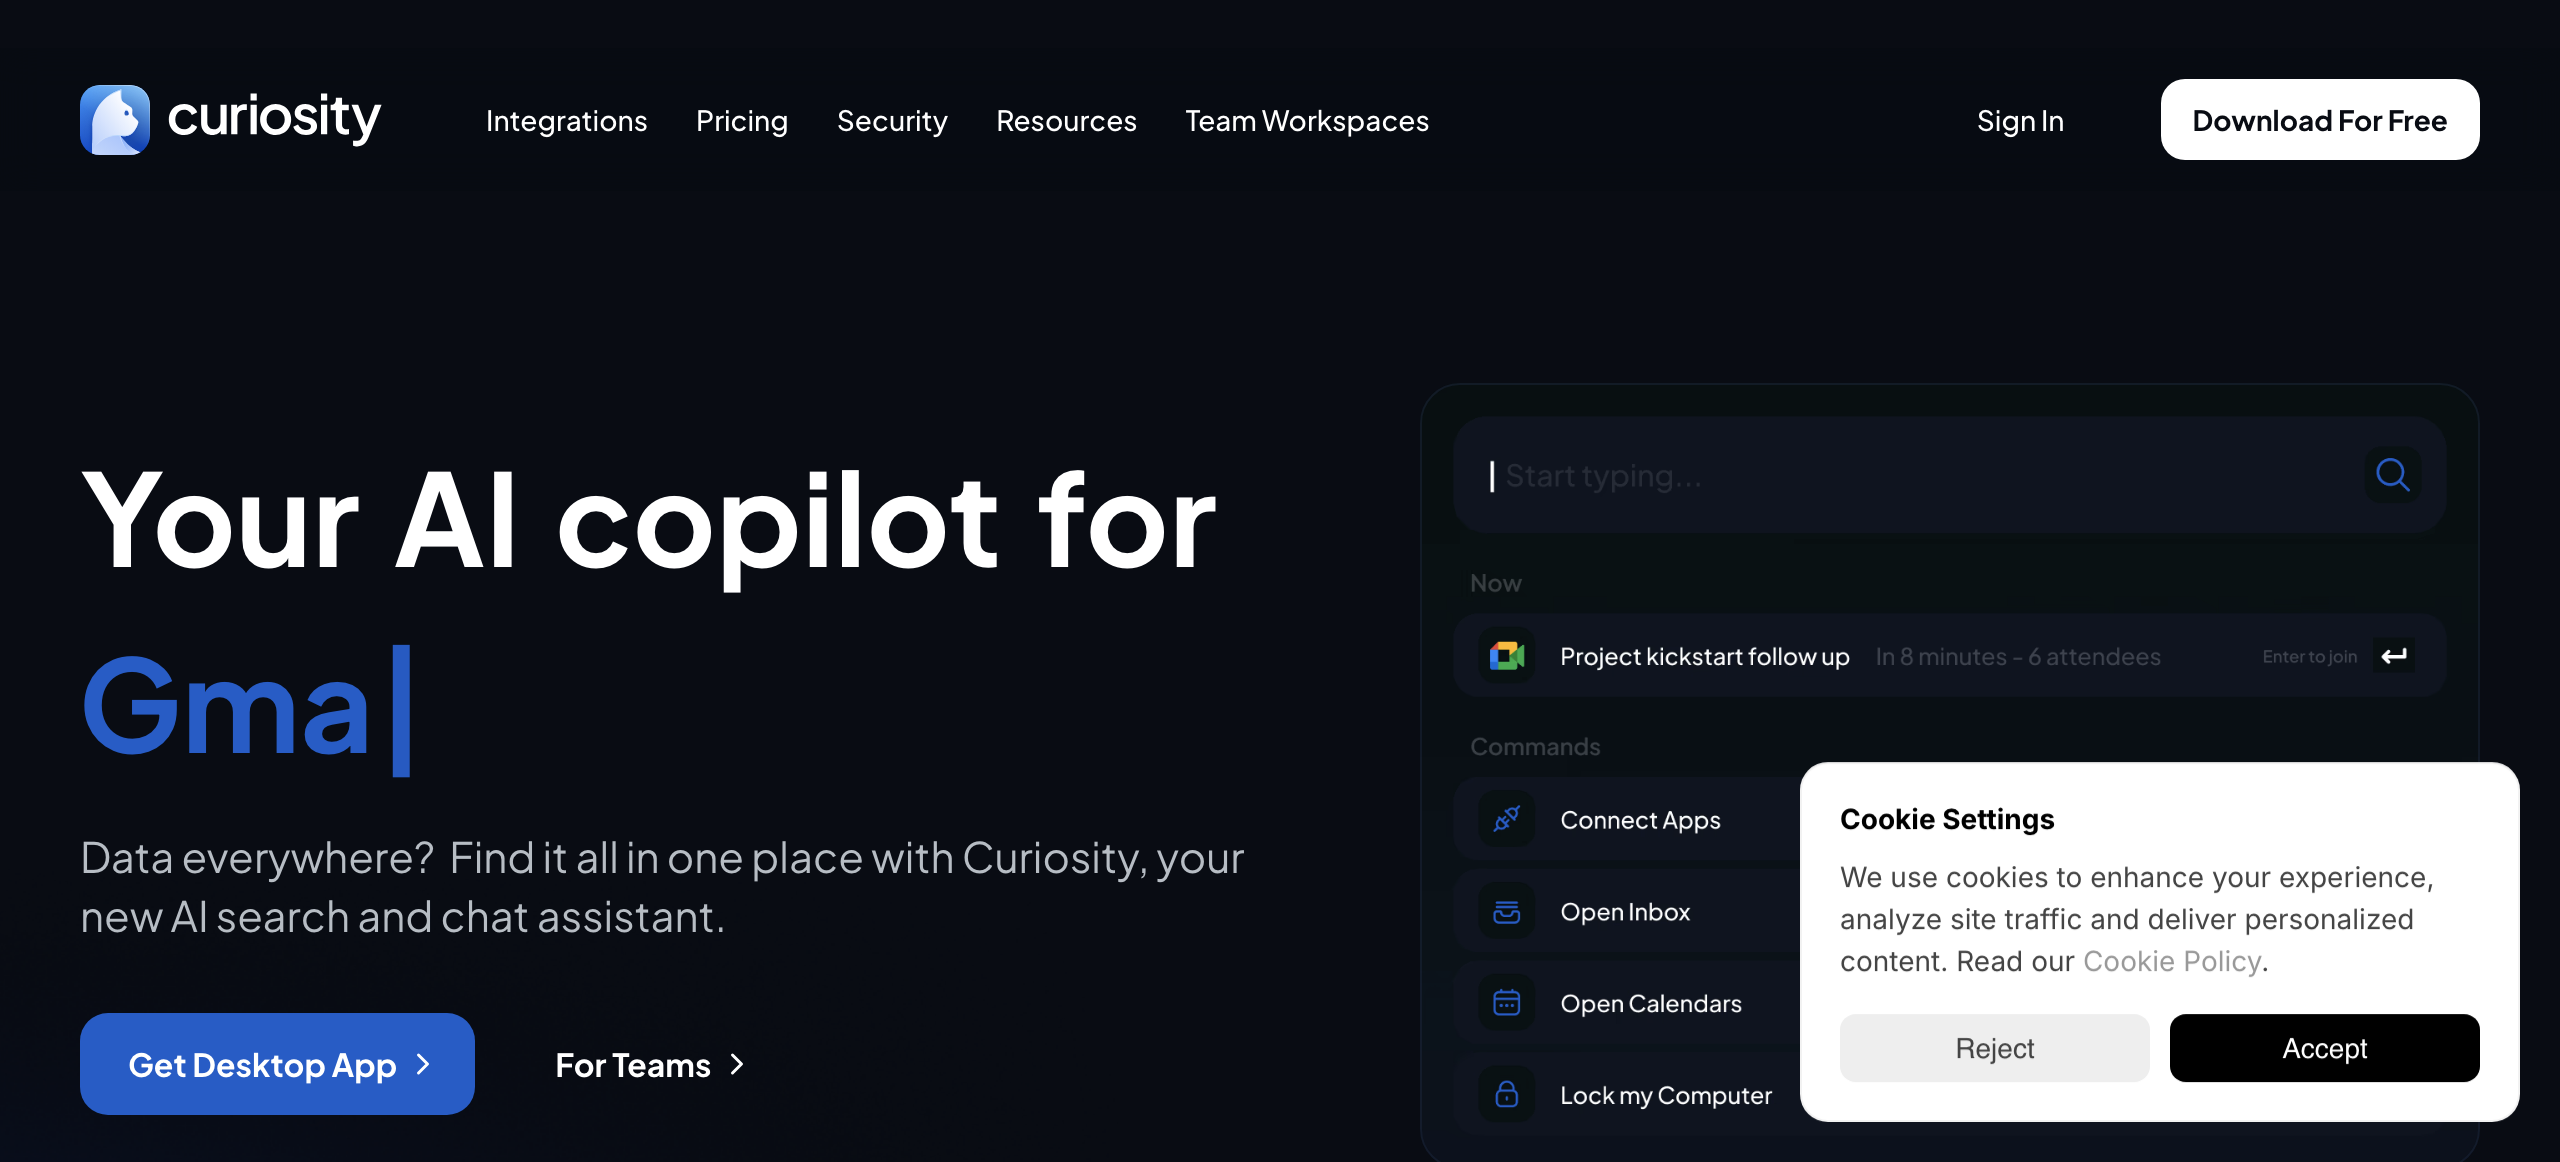 curiosity
Integrations
Pricing
Security
Resources
Team Workspaces
Sign In
Download For Free
Your AI copilot for
Gma|
Data everywhere? Find it all in one place with Curiosity, your
new AI search and chat assistant.
Get Desktop App
For Teams
Start typing...
Now
Project kickstart follow up In 8 minutes - 6 attendees Enter to join
Commands
Connect Apps
Open Inbox
Open Calendars
Lock my Computer
Cookie Settings
We use cookies to enhance your experience,
analyze site traffic and deliver personalized
content. Read our Cookie Policy.
Reject
Accept